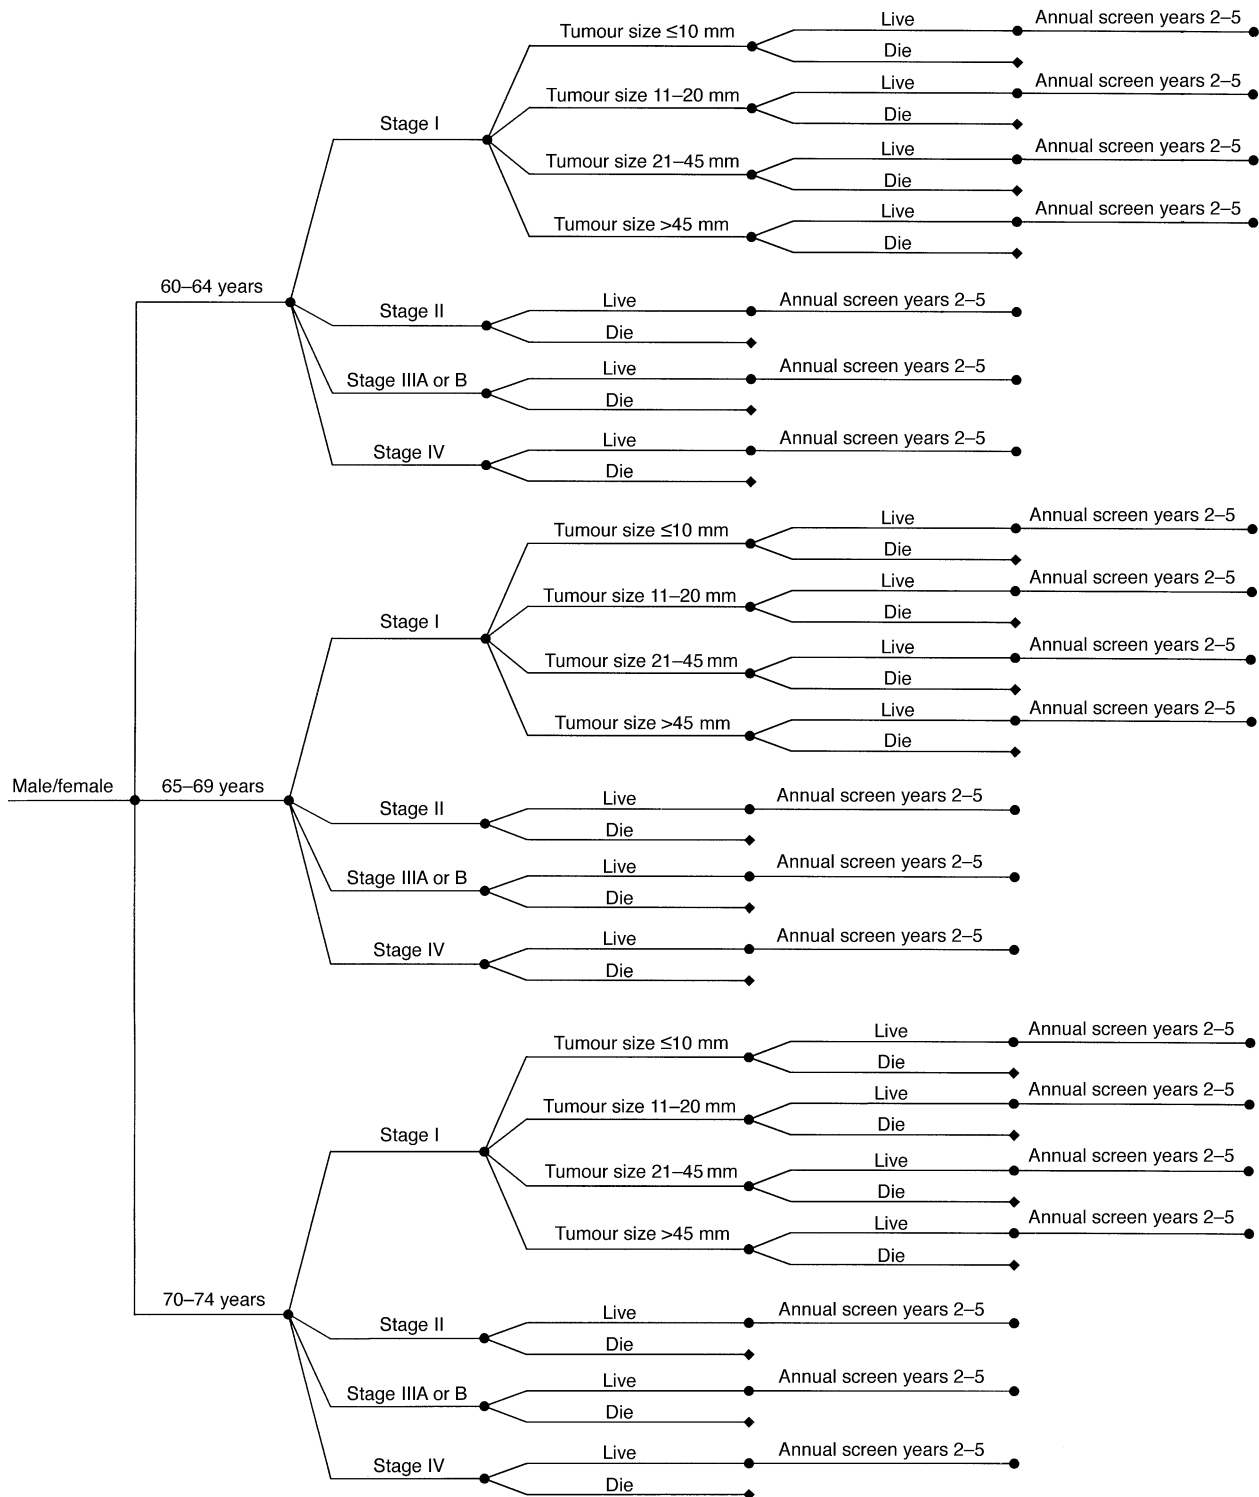 Male/female
60–64 years
Stage I
Tumour size ≤10 mm
Live
Annual screen years 2–5
Die
Tumour size 11–20 mm
Live
Annual screen years 2–5
Die
Tumour size 21–45 mm
Live
Annual screen years 2–5
Die
Tumour size >45 mm
Live
Annual screen years 2–5
Die
Stage II
Live
Annual screen years 2–5
Die
Stage IIIA or B
Live
Annual screen years 2–5
Die
Stage IV
Live
Annual screen years 2–5
Die
65–69 years
Stage I
Tumour size ≤10 mm
Live
Annual screen years 2–5
Die
Tumour size 11–20 mm
Live
Annual screen years 2–5
Die
Tumour size 21–45 mm
Live
Annual screen years 2–5
Die
Tumour size >45 mm
Live
Annual screen years 2–5
Die
Stage II
Live
Annual screen years 2–5
Die
Stage IIIA or B
Live
Annual screen years 2–5
Die
Stage IV
Live
Annual screen years 2–5
Die
70–74 years
Stage I
Tumour size ≤10 mm
Live
Annual screen years 2–5
Die
Tumour size 11–20 mm
Live
Annual screen years 2–5
Die
Tumour size 21–45 mm
Live
Annual screen years 2–5
Die
Tumour size >45 mm
Live
Annual screen years 2–5
Die
Stage II
Live
Annual screen years 2–5
Die
Stage IIIA or B
Live
Annual screen years 2–5
Die
Stage IV
Live
Annual screen years 2–5
Die